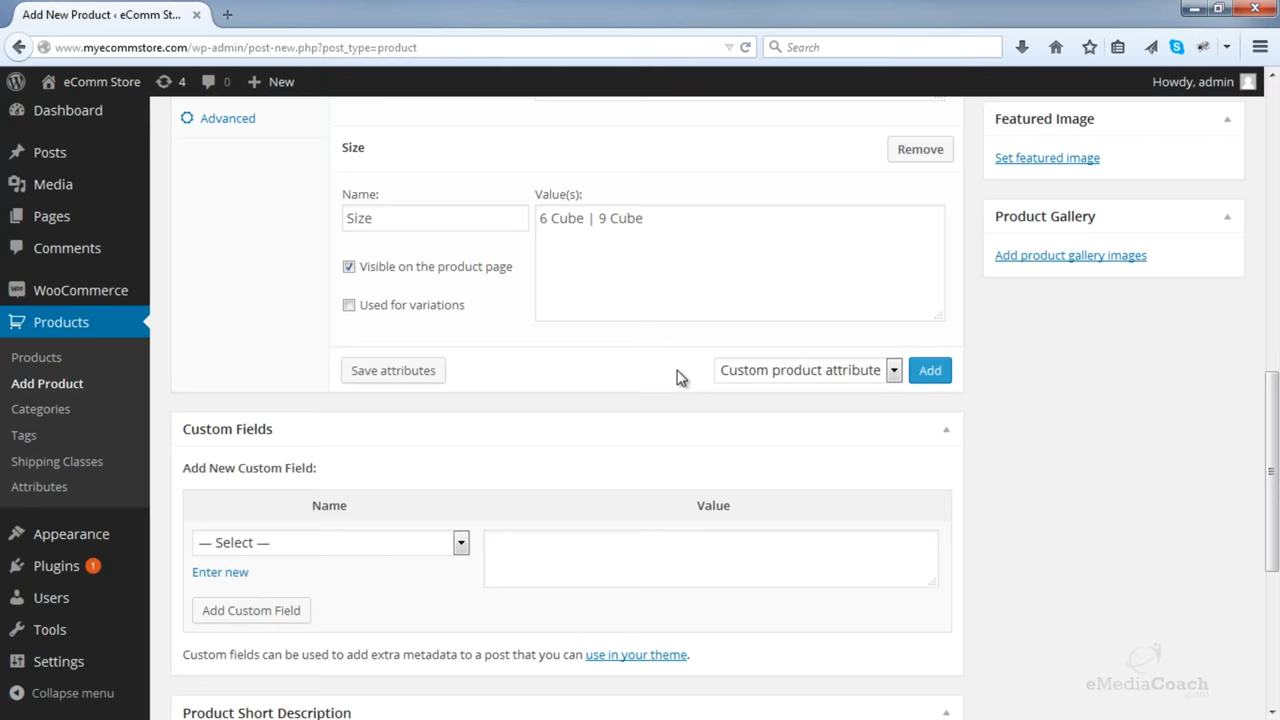 Add New Product ‹ eComm St...
www.myecommstore.com/wp-admin/post-new.php?post_type=product
Search
eComm Store
4
0
New
Howdy, admin
Dashboard
Posts
Media
Pages
Comments
WooCommerce
Products
Products
Add Product
Categories
Tags
Shipping Classes
Attributes
Appearance
Plugins 1
Users
Tools
Settings
Collapse menu
Advanced
Size
Remove
Name:
Value(s):
Size
6 Cube | 9 Cube
Visible on the product page
Used for variations
Save attributes
Custom product attribute
Add
Custom Fields
Add New Custom Field:
Name
Value
— Select —
Enter new
Add Custom Field
Custom fields can be used to add extra metadata to a post that you can use in your theme.
Product Short Description
Featured Image
Set featured image
Product Gallery
Add product gallery images
eMediaCoach
.com